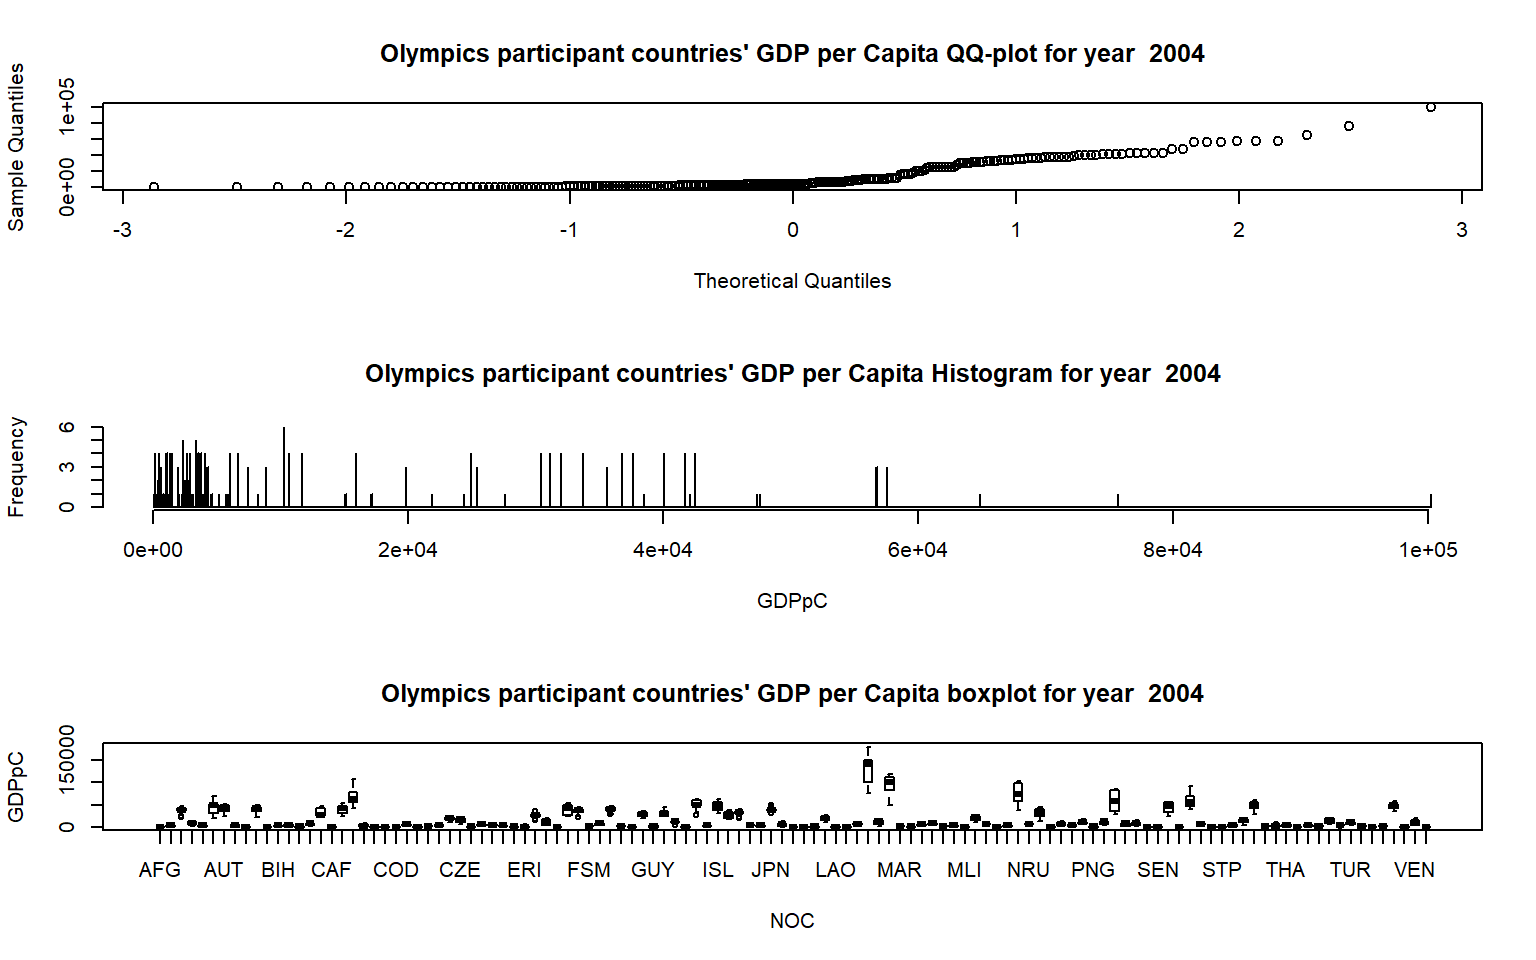 Olympics participant countries' GDP per Capita QQ-plot for year  2004
Sample Quantiles
1e+05
0e+00
-3 -2 -1 0 1 2 3
Theoretical Quantiles
Olympics participant countries' GDP per Capita Histogram for year  2004
Frequency
6
3
0
0e+00 2e+04 4e+04 6e+04 8e+04 1e+05
GDPpC
Olympics participant countries' GDP per Capita boxplot for year  2004
GDPpC
150000
0
AFG AUT BIH CAF COD CZE ERI FSM GUY ISL JPN LAO MAR MLI NRU PNG SEN STP THA TUR VEN
NOC